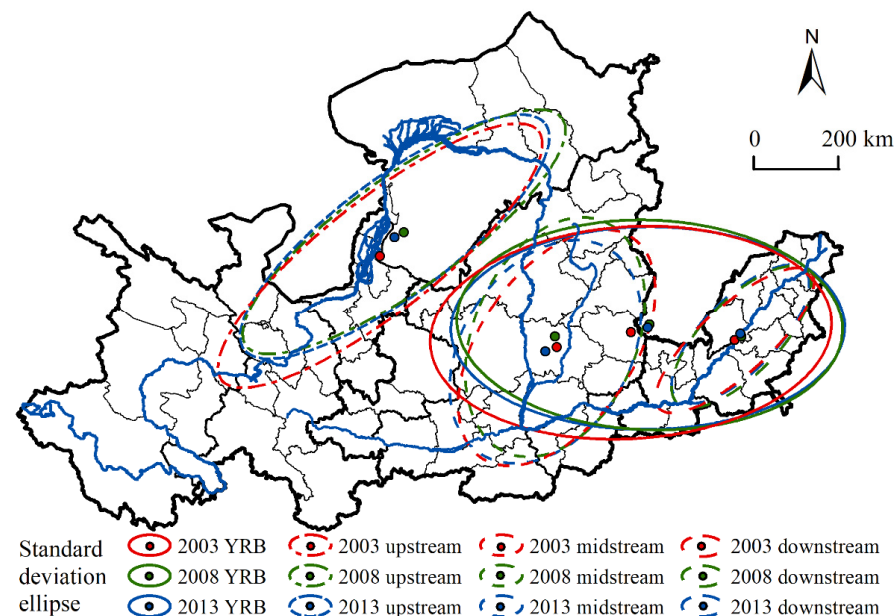 N
0 200 km
Standard deviation ellipse
2003 YRB 2003 upstream 2003 midstream 2003 downstream
2008 YRB 2008 upstream 2008 midstream 2008 downstream
2013 YRB 2013 upstream 2013 midstream 2013 downstream